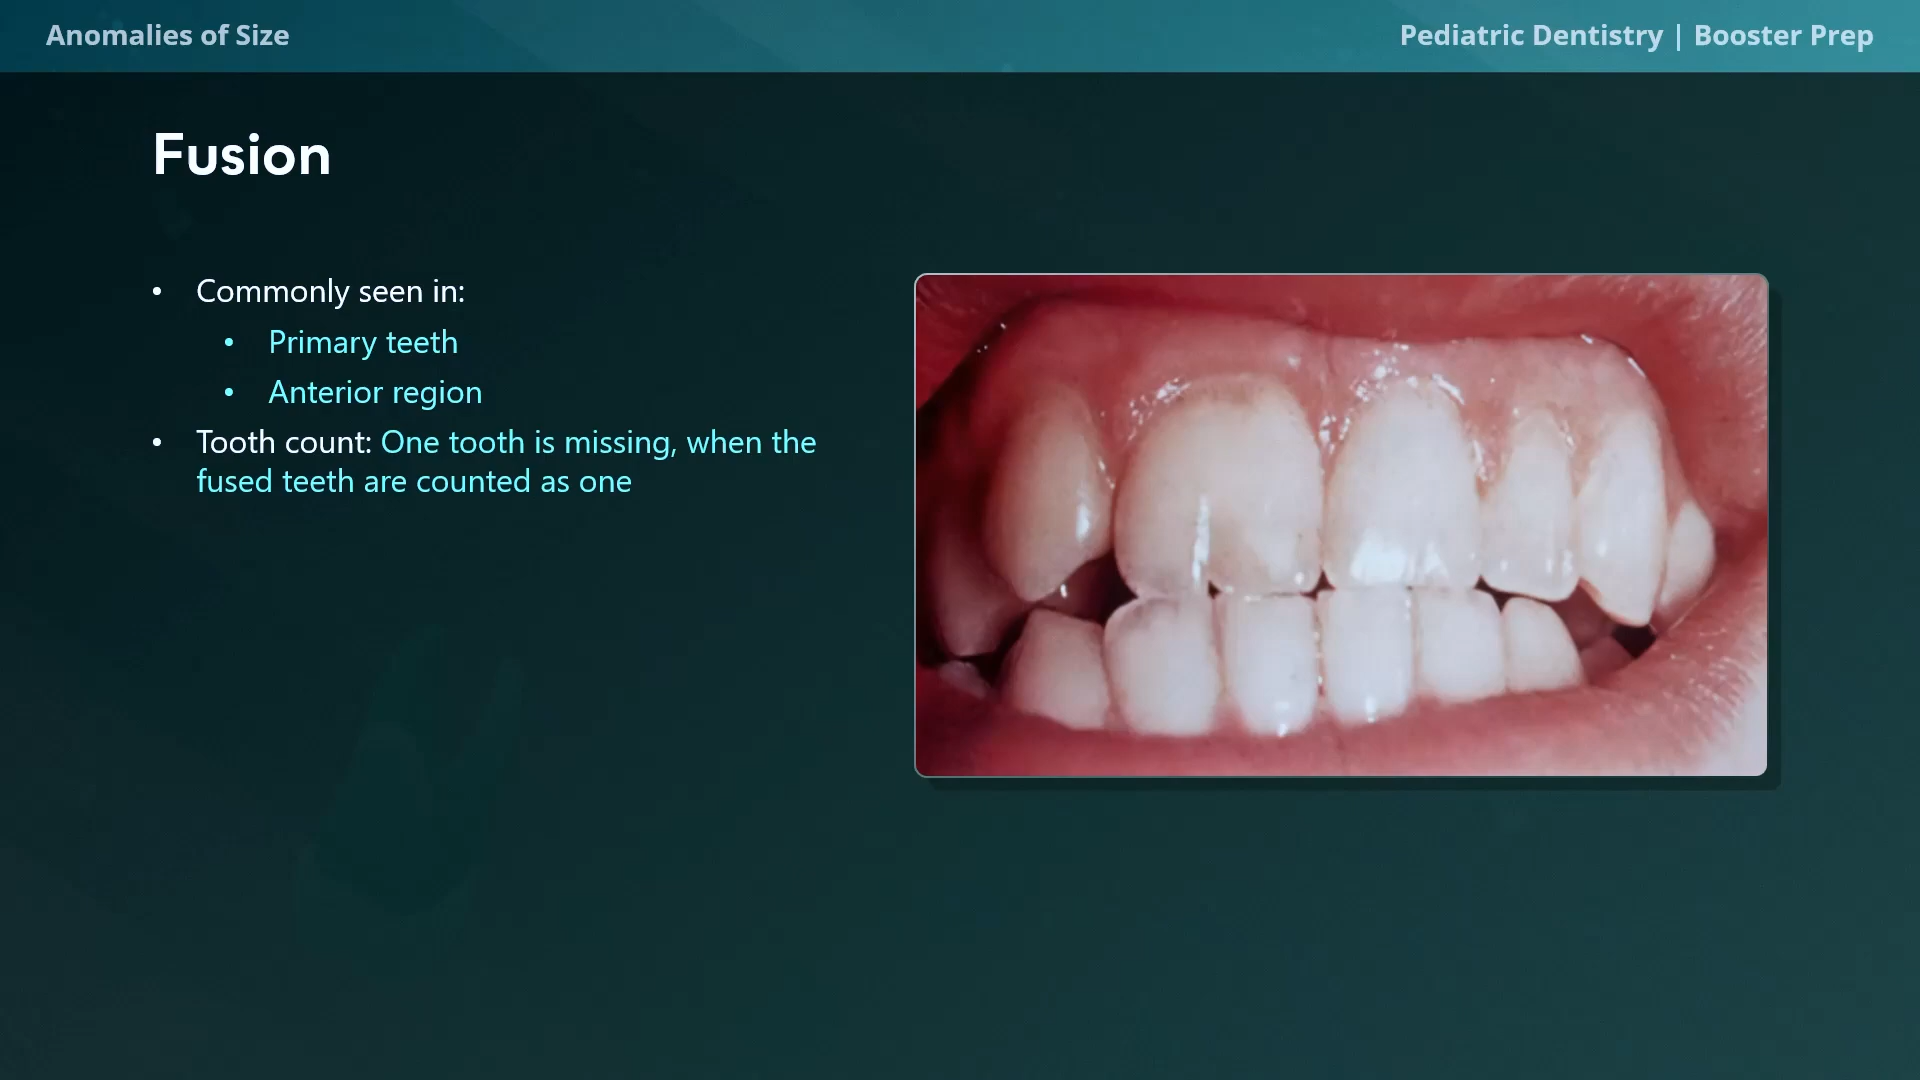 Anomalies of Size
Pediatric Dentistry | Booster Prep
Fusion
• Commonly seen in:
• Primary teeth
• Anterior region
• Tooth count: One tooth is missing, when the
fused teeth are counted as one